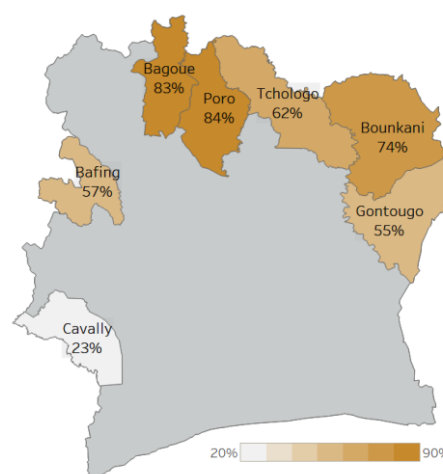 Bagoue
83%
Poro
84%
Tchologo
62%
Bounkani
74%
Bafing
57%
Gontougo
55%
Cavally
23%
20%
90%